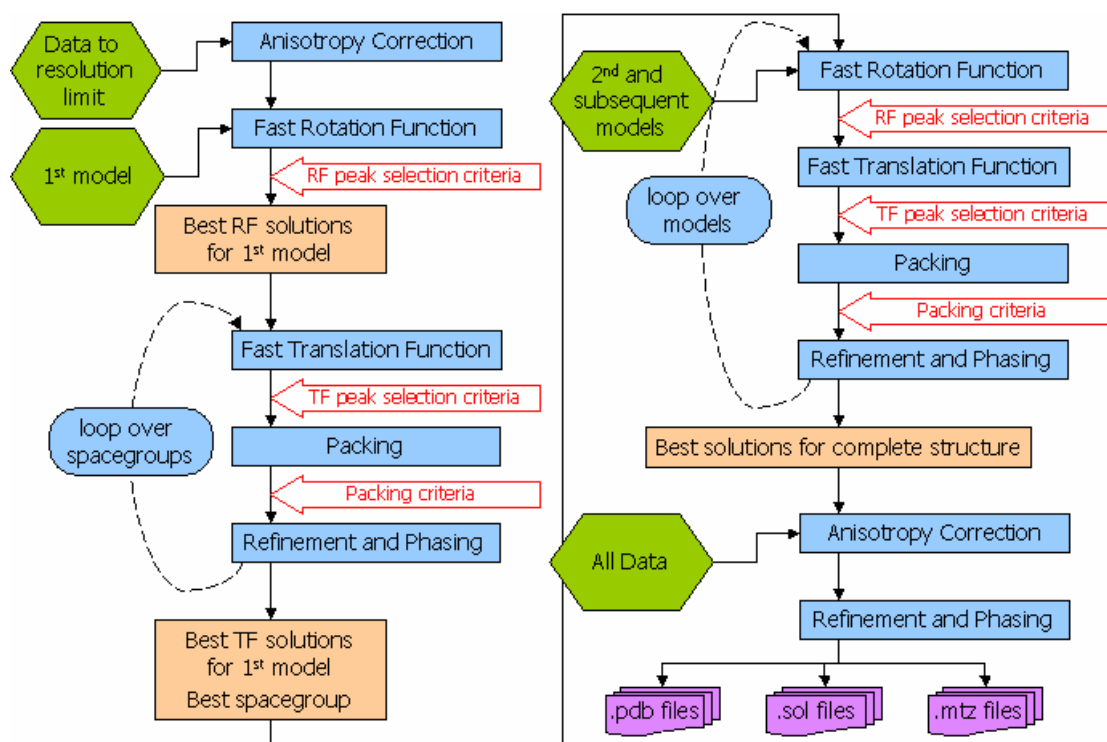 Data to
resolution
limit
Anisotropy Correction
1st model
Fast Rotation Function
RF peak selection criteria
Best RF solutions
for 1st model
Fast Translation Function
TF peak selection criteria
loop over
spacegroups
Packing
Packing criteria
Refinement and Phasing
Best TF solutions
for 1st model
Best spacegroup
2nd and
subsequent
models
Fast Rotation Function
RF peak selection criteria
Fast Translation Function
loop over
models
TF peak selection criteria
Packing
Packing criteria
Refinement and Phasing
Best solutions for complete structure
All Data
Anisotropy Correction
Refinement and Phasing
.pdb files
.sol files
.mtz files